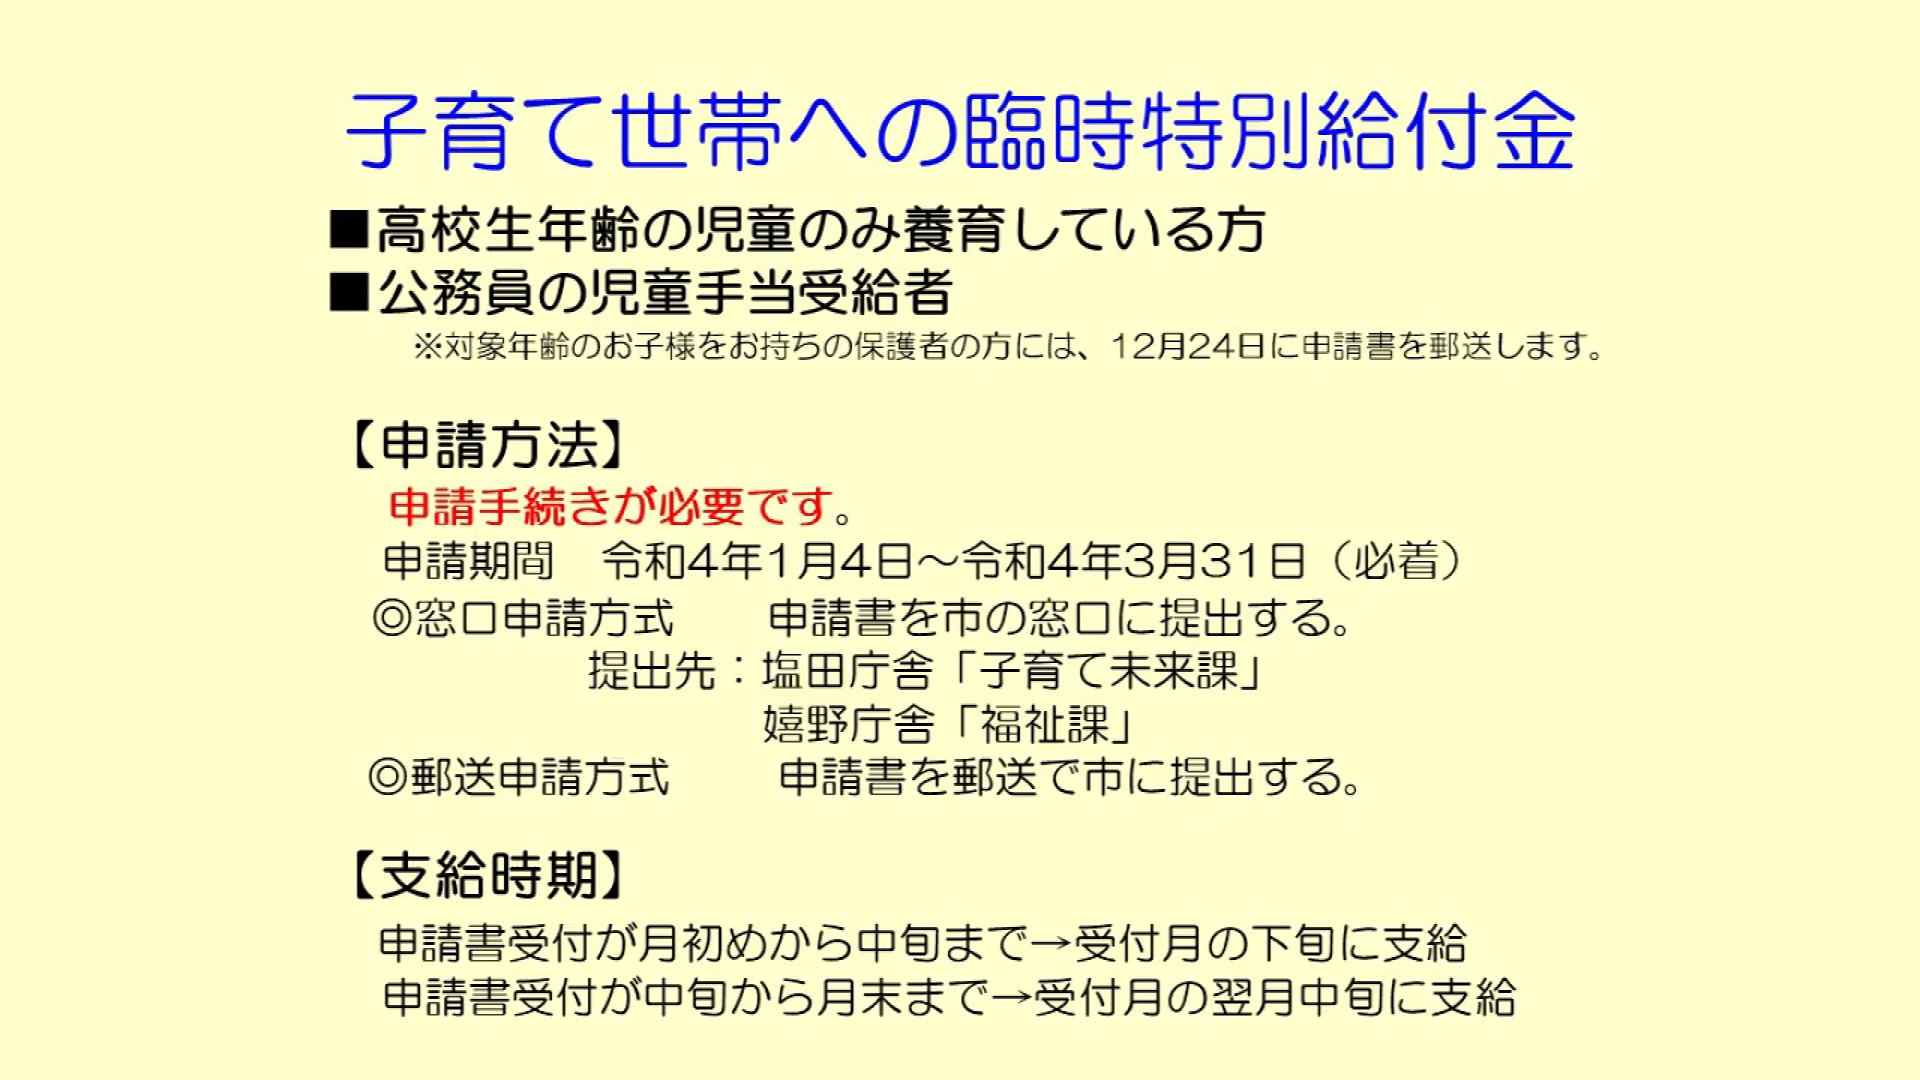 子育て世帯への臨時特別給付金
■高校生年齢の児童のみ養育している方
■公務員の児童手当受給者
※対象年齢のお子様をお持ちの保護者の方には、12月24日に申請書を郵送します。
【申請方法】
申請手続きが必要です。
申請期間　令和4年1月4日～令和4年3月31日（必着）
◎窓口申請方式　　申請書を市の窓口に提出する。
提出先：塩田庁舎「子育て未来課」
嬉野庁舎「福祉課」
◎郵送申請方式　　申請書を郵送で市に提出する。
【支給時期】
申請書受付が月初めから中旬まで→受付月の下旬に支給
申請書受付が中旬から月末まで→受付月の翌月中旬に支給